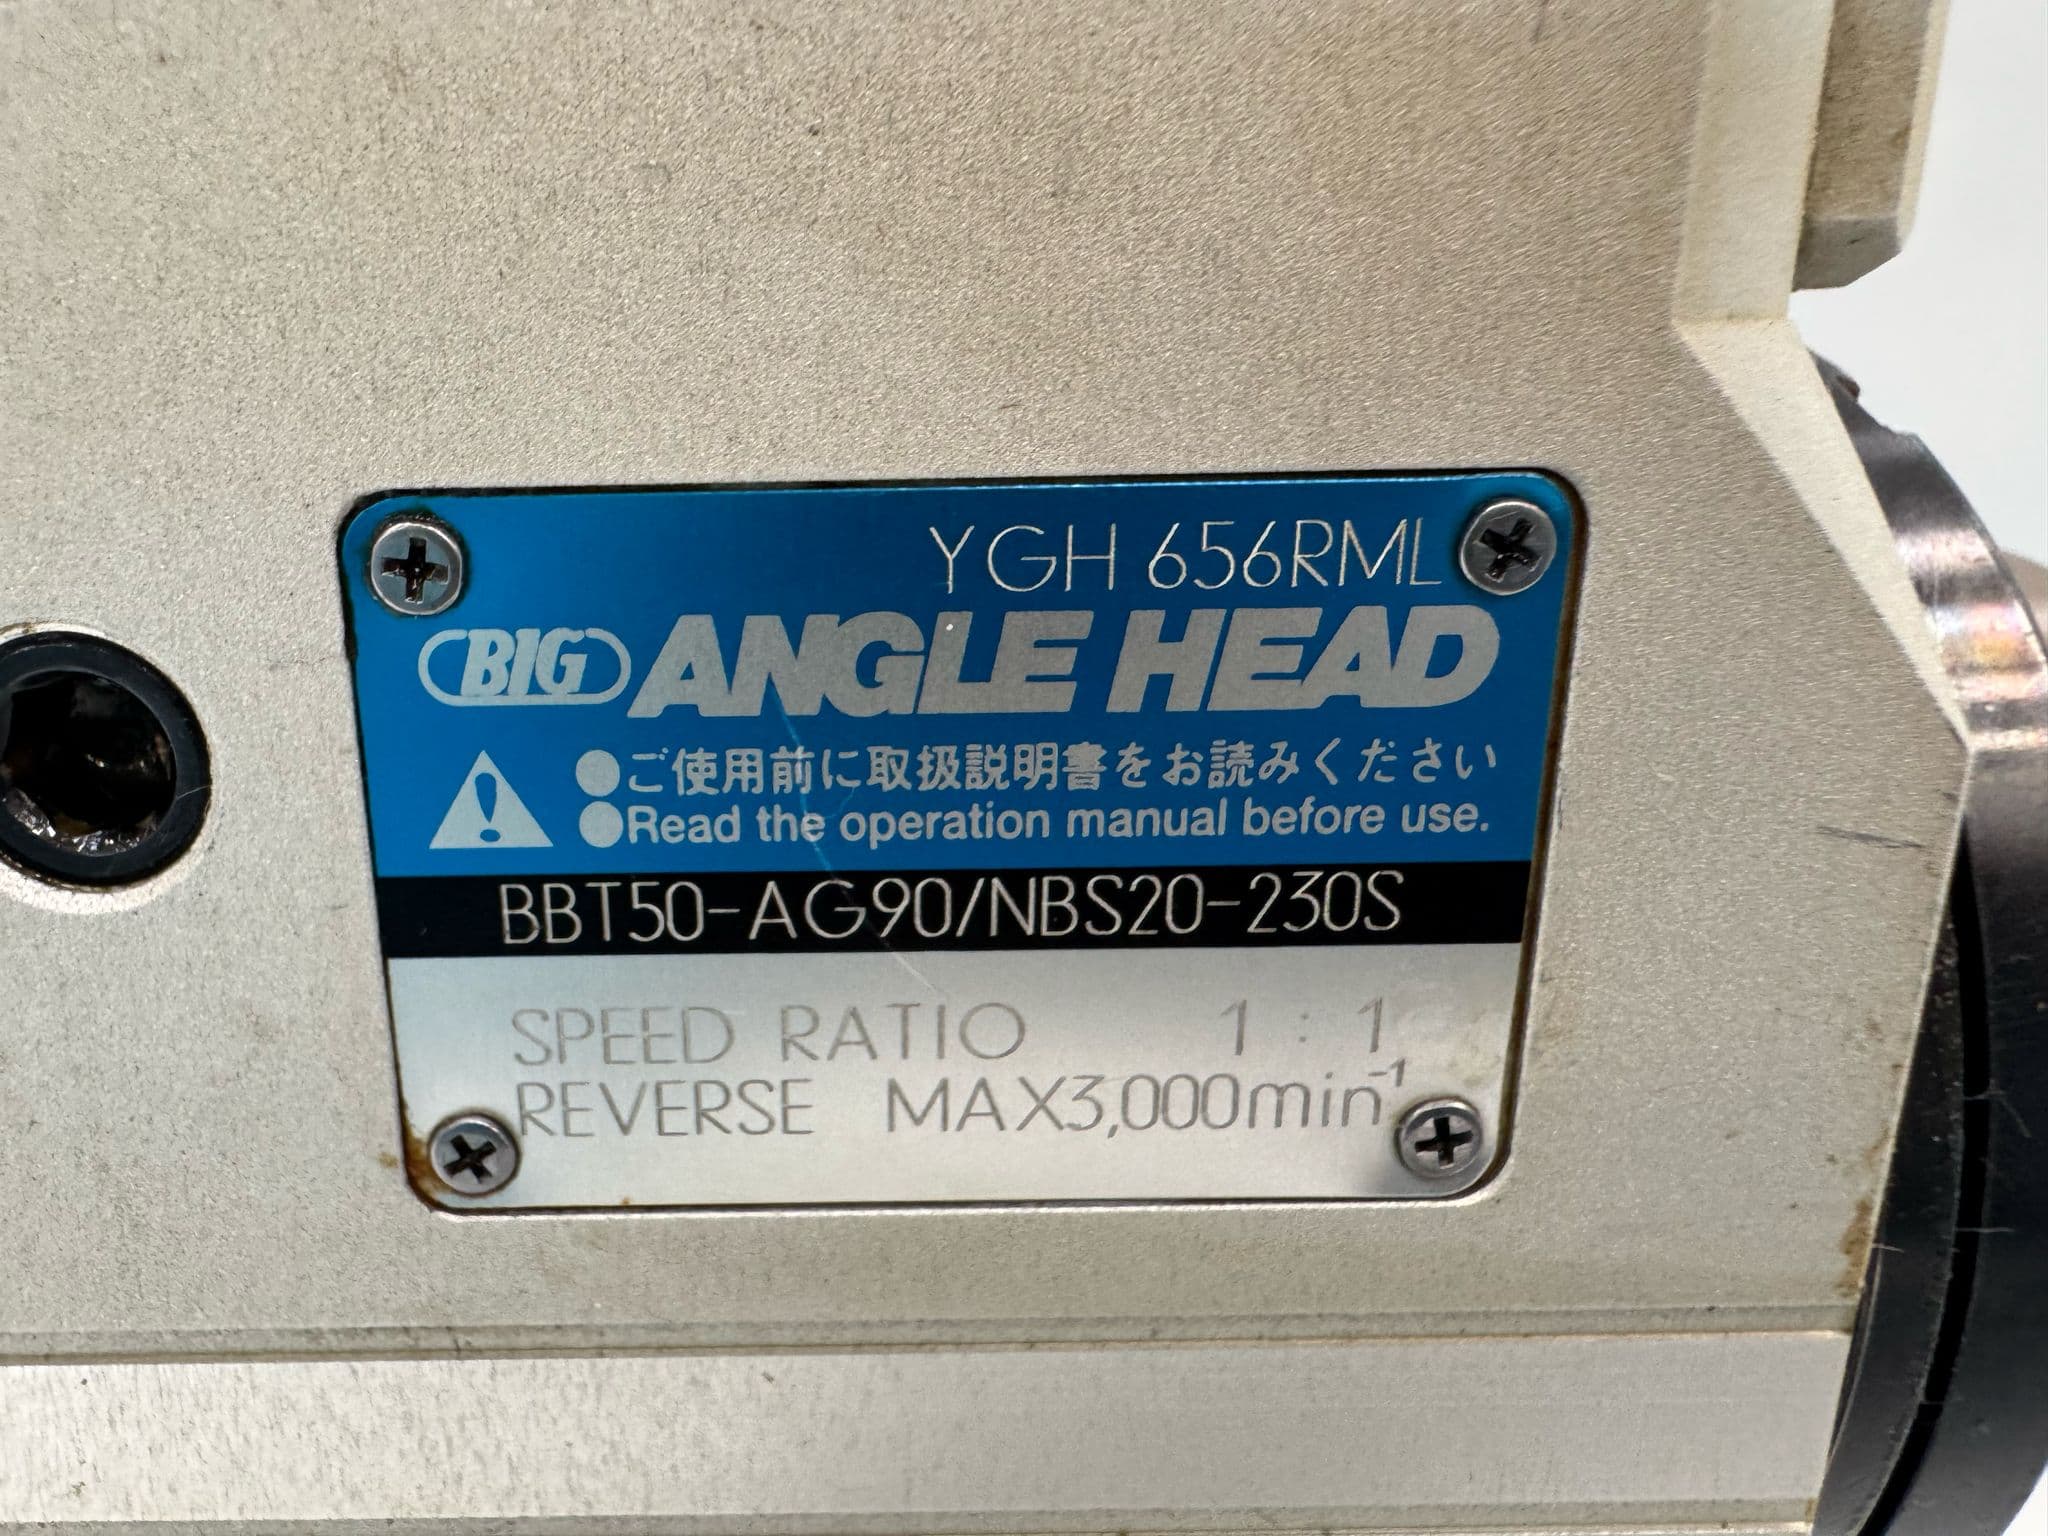 YGH 656RML
BIG ANGLE HEAD
●ご使用前に取扱説明書をお読みください
●Read the operation manual before use.
BBT50-AG90/NBS20-230S
SPEED RATIO 1 : 1
REVERSE MAX3,000min⁻¹